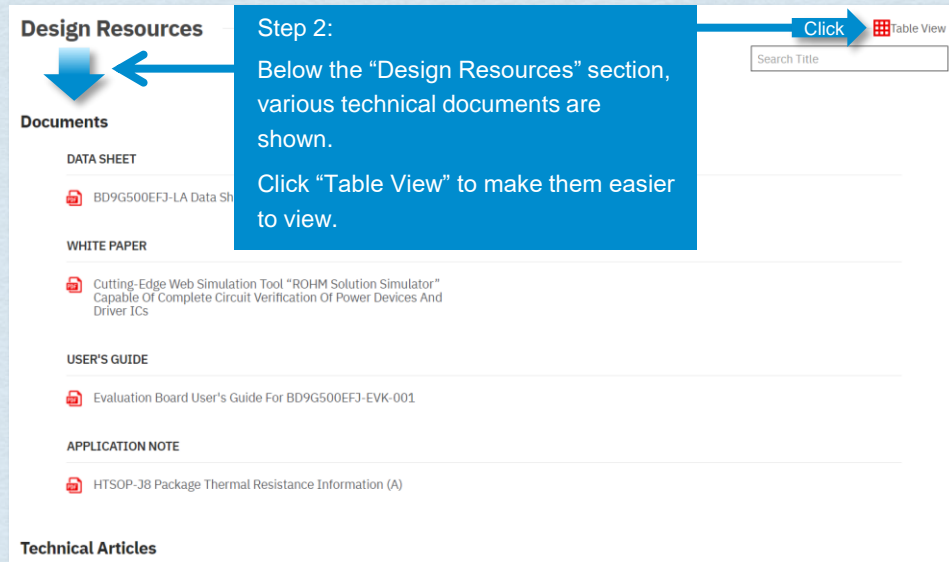 Design Resources
Step 2:
Below the “Design Resources” section,
various technical documents are
shown.
Click “Table View” to make them easier
to view.
Click
Table View
Search Title
Documents
DATA SHEET
BD9G500EFJ-LA Data Sh
WHITE PAPER
Cutting-Edge Web Simulation Tool “ROHM Solution Simulator”
Capable Of Complete Circuit Verification Of Power Devices And
Driver ICs
USER'S GUIDE
Evaluation Board User's Guide For BD9G500EFJ-EVK-001
APPLICATION NOTE
HTSOP-J8 Package Thermal Resistance Information (A)
Technical Articles